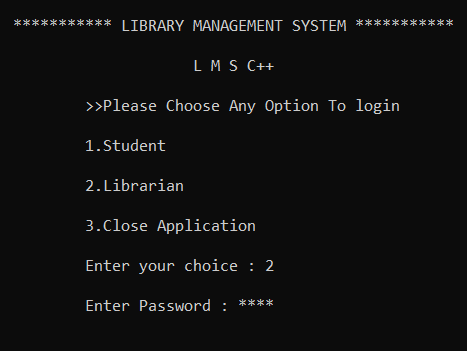 *********** LIBRARY MANAGEMENT SYSTEM ***********
L M S C++
>>Please Choose Any Option To login
1.Student
2.Librarian
3.Close Application
Enter your choice : 2
Enter Password : ****